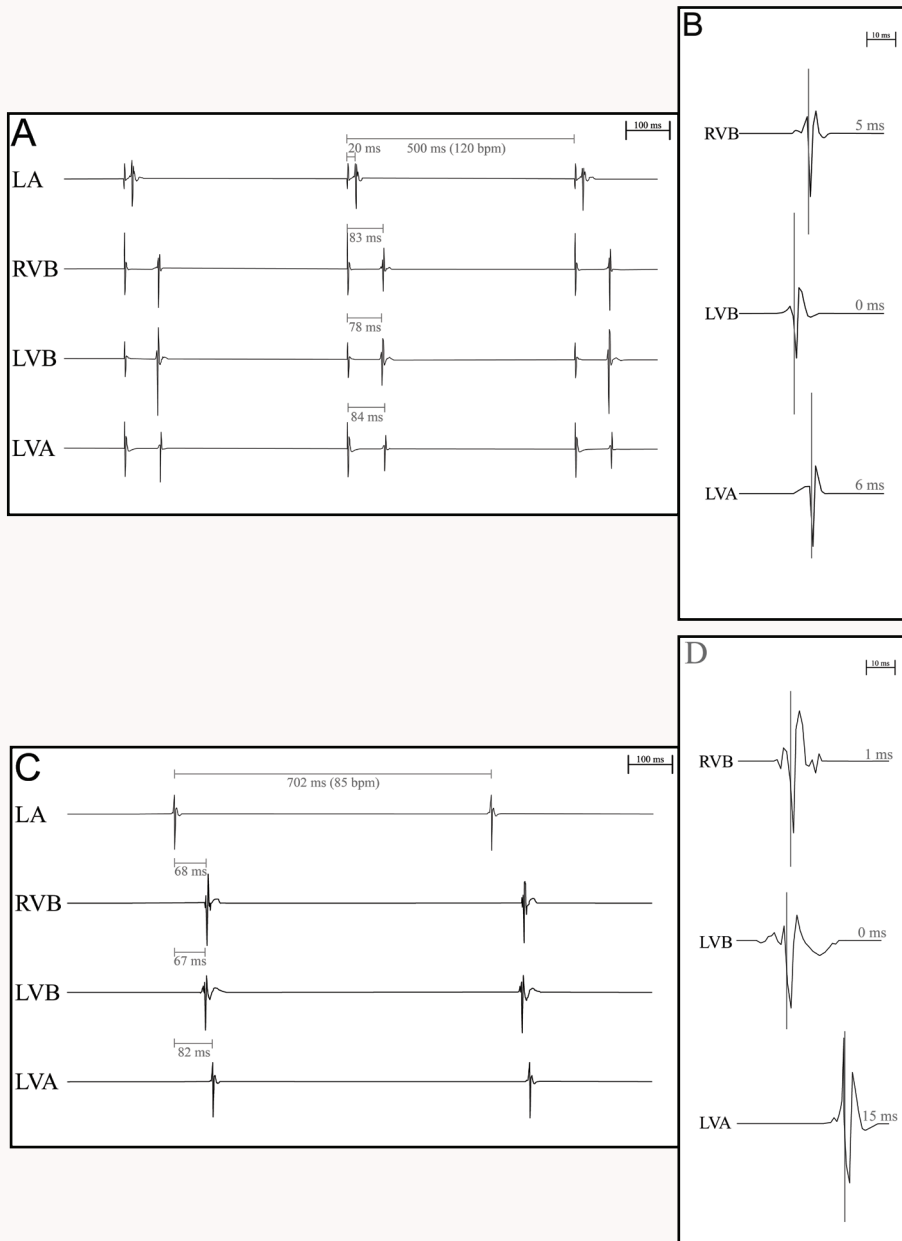 A
100 ms
500 ms (120 bpm)
20 ms
LA
83 ms
RVB
78 ms
LVB
84 ms
LVA
B
10 ms
RVB
5 ms
LVB
0 ms
LVA
6 ms
C
100 ms
702 ms (85 bpm)
LA
68 ms
RVB
67 ms
LVB
82 ms
LVA
D
10 ms
RVB
1 ms
LVB
0 ms
LVA
15 ms